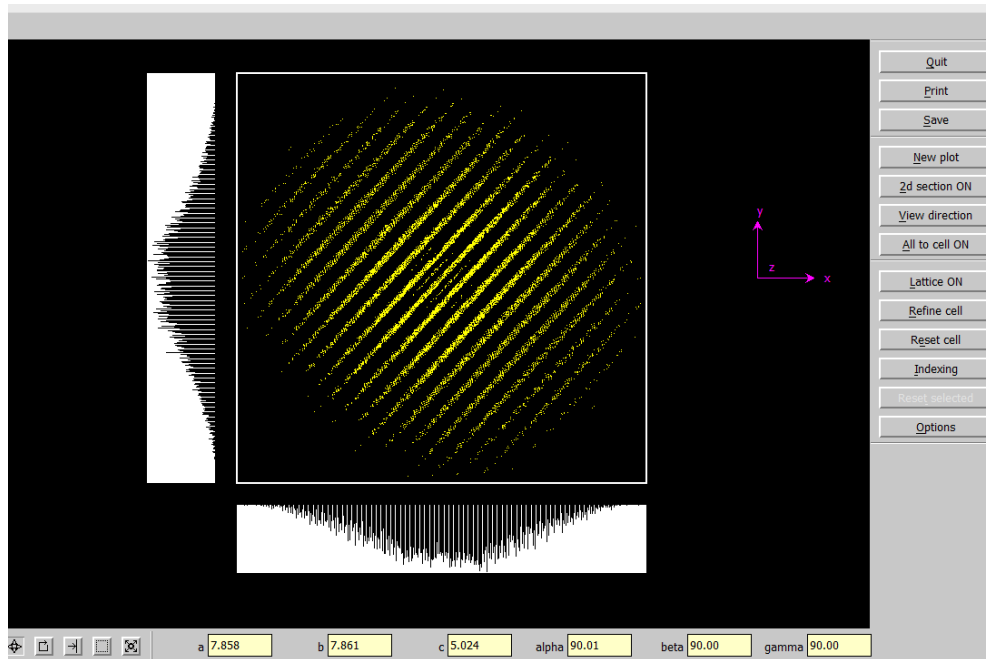 Quit
Print
Save
New plot
2d section ON
View direction
All to cell ON
y
z
x
Lattice ON
Refine cell
Reset cell
Indexing
Reset selected
Options
a 7.858 b 7.861 c 5.024 alpha 90.01 beta 90.00 gamma 90.00